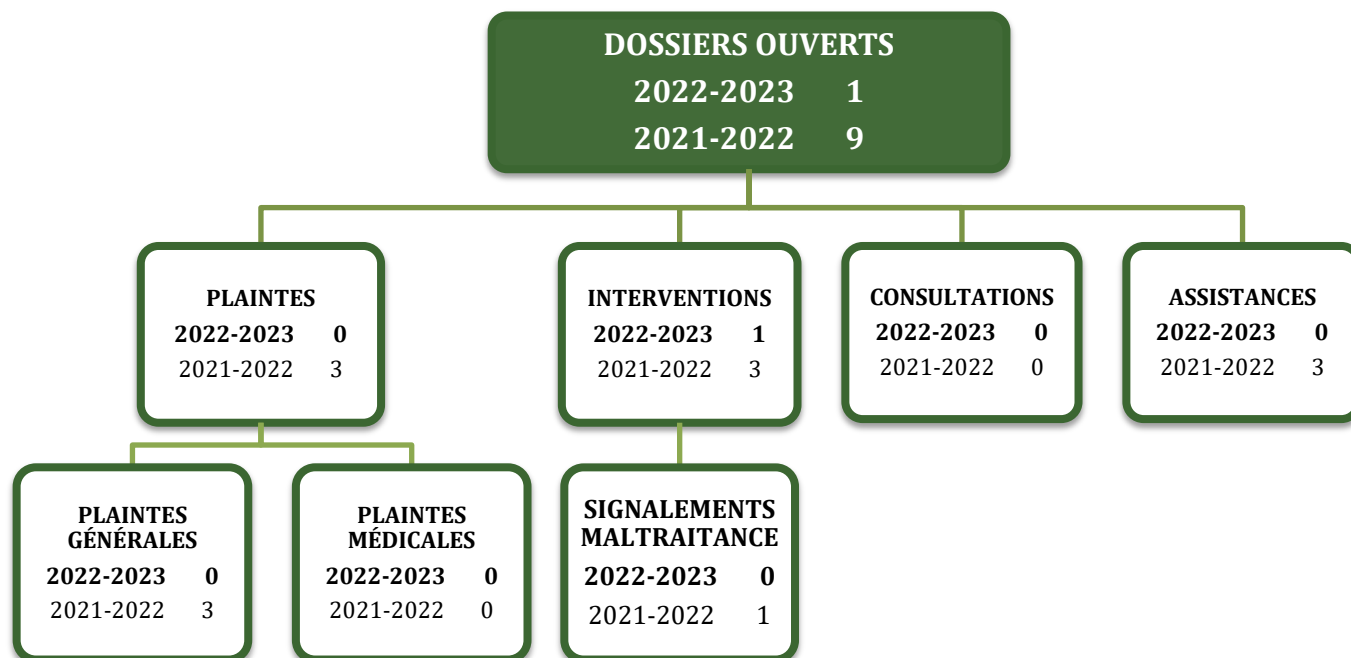 DOSSIERS OUVERTS
2022-2023 1
2021-2022 9
PLAINTES
2022-2023 0
2021-2022 3
INTERVENTIONS
2022-2023 1
2021-2022 3
CONSULTATIONS
2022-2023 0
2021-2022 0
ASSISTANCES
2022-2023 0
2021-2022 3
PLAINTES
GÉNÉRALES
2022-2023 0
2021-2022 3
PLAINTES
MÉDICALES
2022-2023 0
2021-2022 0
SIGNALEMENTS
MALTRAITANCE
2022-2023 0
2021-2022 1